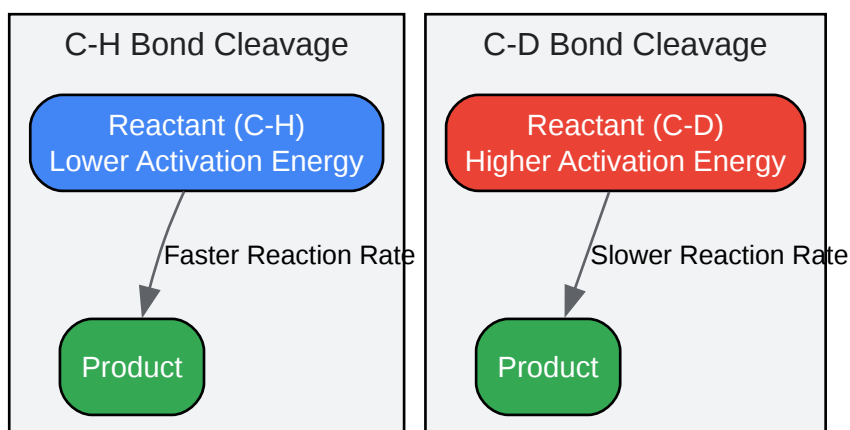 C-H Bond Cleavage
Reactant (C-H)
Lower Activation Energy
Faster Reaction Rate
Product
C-D Bond Cleavage
Reactant (C-D)
Higher Activation Energy
Slower Reaction Rate
Product